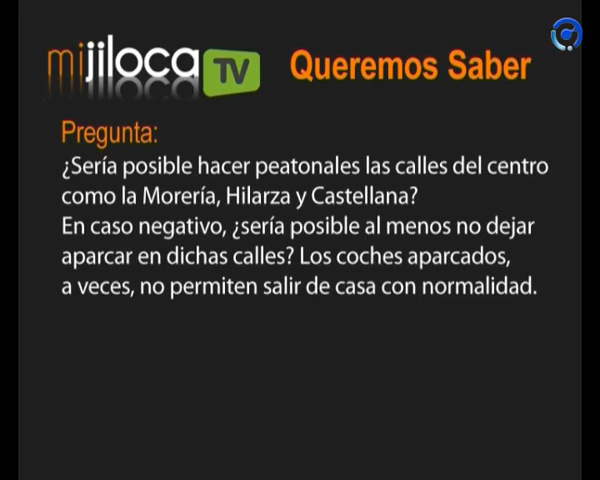 mijiloca TV
Queremos Saber
Pregunta:
¿Sería posible hacer peatonales las calles del centro
como la Morería, Hilarza y Castellana?
En caso negativo, ¿sería posible al menos no dejar
aparcar en dichas calles? Los coches aparcados,
a veces, no permiten salir de casa con normalidad.